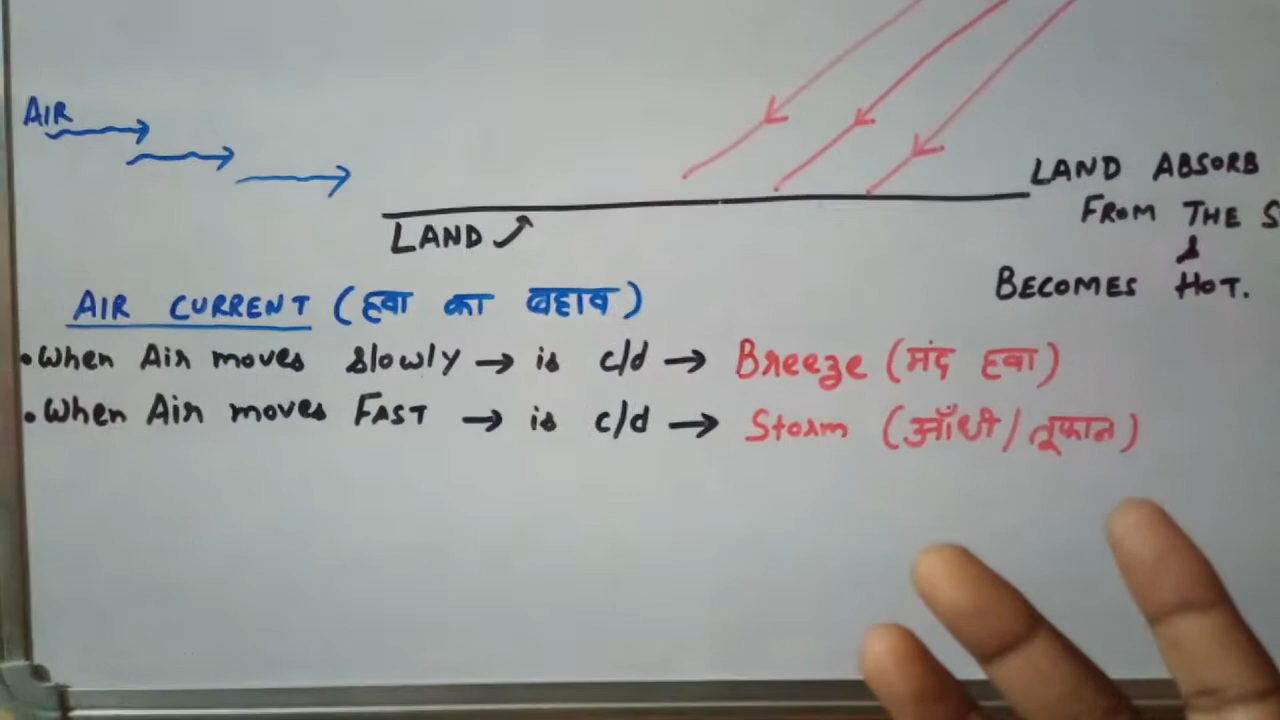 AIR
LAND ABSORB
FROM THE S
LAND
&
BECOMES HOT.
AIR CURRENT (हवा का बहाव)
• When Air moves slowly → is c/d → Breeze (मंद हवा)
• When Air moves FAST → is c/d → Storm (आँधी/तूफान)